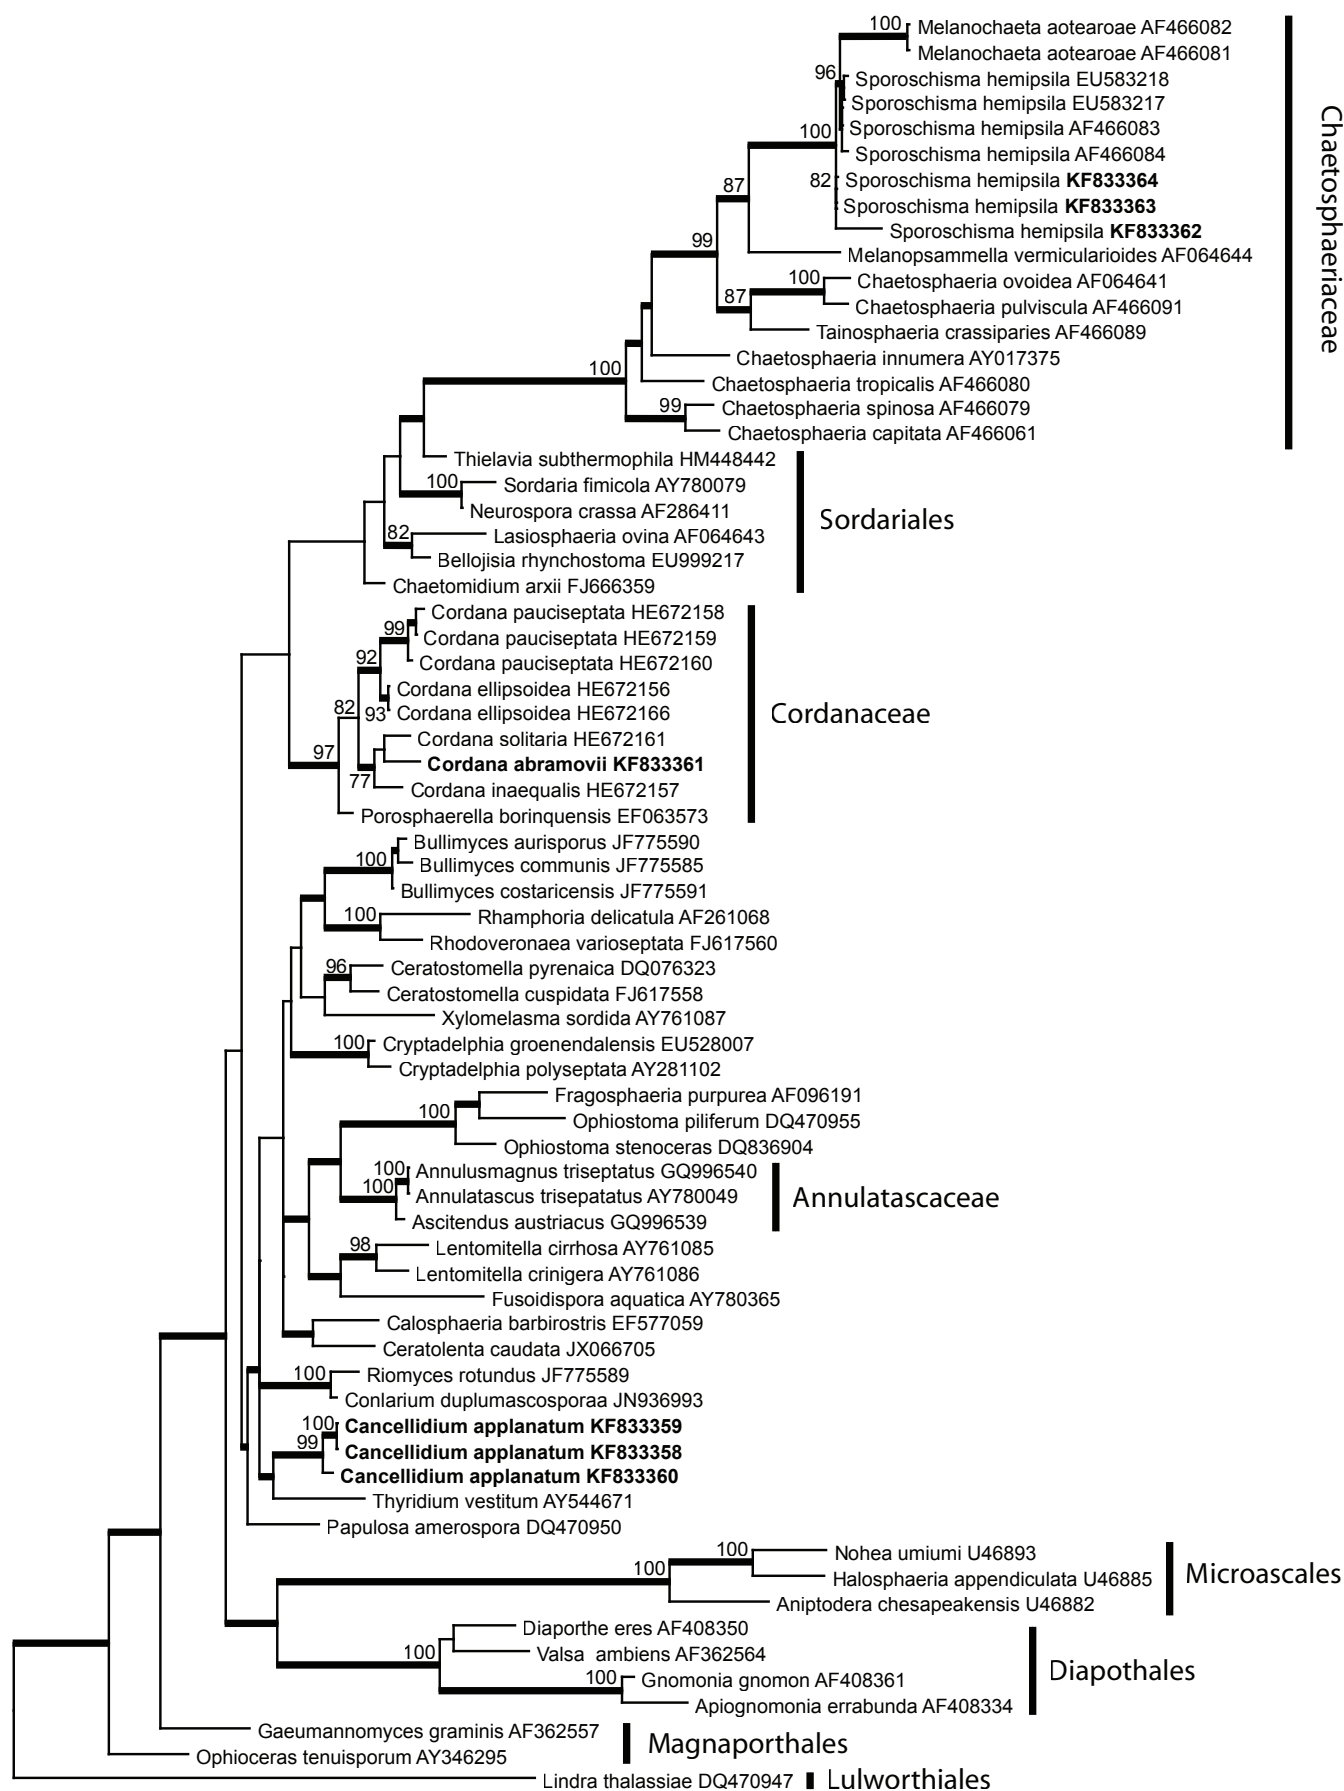 100
Melanochaeta aotearoae AF466082
Melanochaeta aotearoae AF466081
96
Sporoschisma hemipsila EU583218
Sporoschisma hemipsila EU583217
100
Sporoschisma hemipsila AF466083
Sporoschisma hemipsila AF466084
82
Sporoschisma hemipsila KF833364
87
Sporoschisma hemipsila KF833363
Sporoschisma hemipsila KF833362
99
Melanopsammella vermicularioides AF064644
100
Chaetosphaeria ovoidea AF064641
87
Chaetosphaeria pulviscula AF466091
Tainosphaeria crassiparies AF466089
Chaetosphaeria innumera AY017375
100
Chaetosphaeria tropicalis AF466080
99
Chaetosphaeria spinosa AF466079
Chaetosphaeria capitata AF466061
Chaetosphaeriaceae
Thielavia subthermophila HM448442
100
Sordaria fimicola AY780079
Neurospora crassa AF286411
82
Lasiosphaeria ovina AF064643
Bellojisia rhynchostoma EU999217
Chaetomidium arxii FJ666359
Sordariales
Cordana pauciseptata HE672158
99
Cordana pauciseptata HE672159
92
Cordana pauciseptata HE672160
Cordana ellipsoidea HE672156
82
93
Cordana ellipsoidea HE672166
Cordana solitaria HE672161
97
Cordana abramovii KF833361
77
Cordana inaequalis HE672157
Porosphaerella borinquensis EF063573
Cordanaceae
Bullimyces aurisporus JF775590
100
Bullimyces communis JF775585
Bullimyces costaricensis JF775591
100
Rhamphoria delicatula AF261068
Rhodoveronaea varioseptata FJ617560
96
Ceratostomella pyrenaica DQ076323
Ceratostomella cuspidata FJ617558
Xylomelasma sordida AY761087
100
Cryptadelphia groenendalensis EU528007
Cryptadelphia polyseptata AY281102
Fragosphaeria purpurea AF096191
100
Ophiostoma piliferum DQ470955
Ophiostoma stenoceras DQ836904
100
Annulusmagnus triseptatus GQ996540
100
Annulatascus trisepatatus AY780049
Ascitendus austriacus GQ996539
Annulatascaceae
98
Lentomitella cirrhosa AY761085
Lentomitella crinigera AY761086
Fusoidispora aquatica AY780365
Calosphaeria barbirostris EF577059
Ceratolenta caudata JX066705
100
Riomyces rotundus JF775589
Conlarium duplumascosporaa JN936993
100
Cancellidium applanatum KF833359
99
Cancellidium applanatum KF833358
Cancellidium applanatum KF833360
Thyridium vestitum AY544671
Papulosa amerospora DQ470950
100
Nohea umiumi U46893
100
Halosphaeria appendiculata U46885
Aniptodera chesapeakensis U46882
Microascales
Diaporthe eres AF408350
100
Valsa ambiens AF362564
100
Gnomonia gnomon AF408361
Apiognomonia errabunda AF408334
Diapothales
Gaeumannomyces graminis AF362557
Ophioceras tenuisporum AY346295
Magnaporthales
Lindra thalassiae DQ470947
Lulworthiales